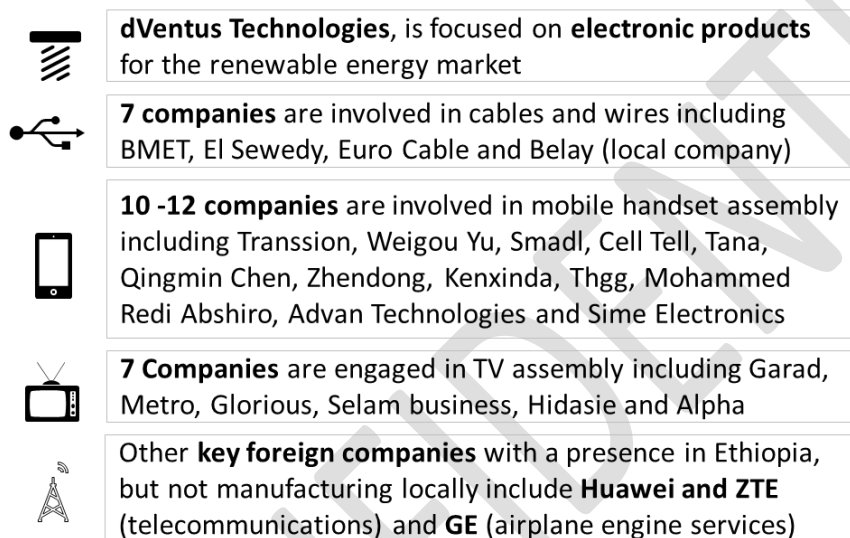 dVentus Technologies, is focused on electronic products
for the renewable energy market
7 companies are involved in cables and wires including
BMET, El Sewedy, Euro Cable and Belay (local company)
10 -12 companies are involved in mobile handset assembly
including Transsion, Weigou Yu, Smadl, Cell Tell, Tana,
Qingmin Chen, Zhendong, Kenxinda, Thgg, Mohammed
Redi Abshiro, Advan Technologies and Sime Electronics
7 Companies are engaged in TV assembly including Garad,
Metro, Glorious, Selam business, Hidasie and Alpha
Other key foreign companies with a presence in Ethiopia,
but not manufacturing locally include Huawei and ZTE
(telecommunications) and GE (airplane engine services)